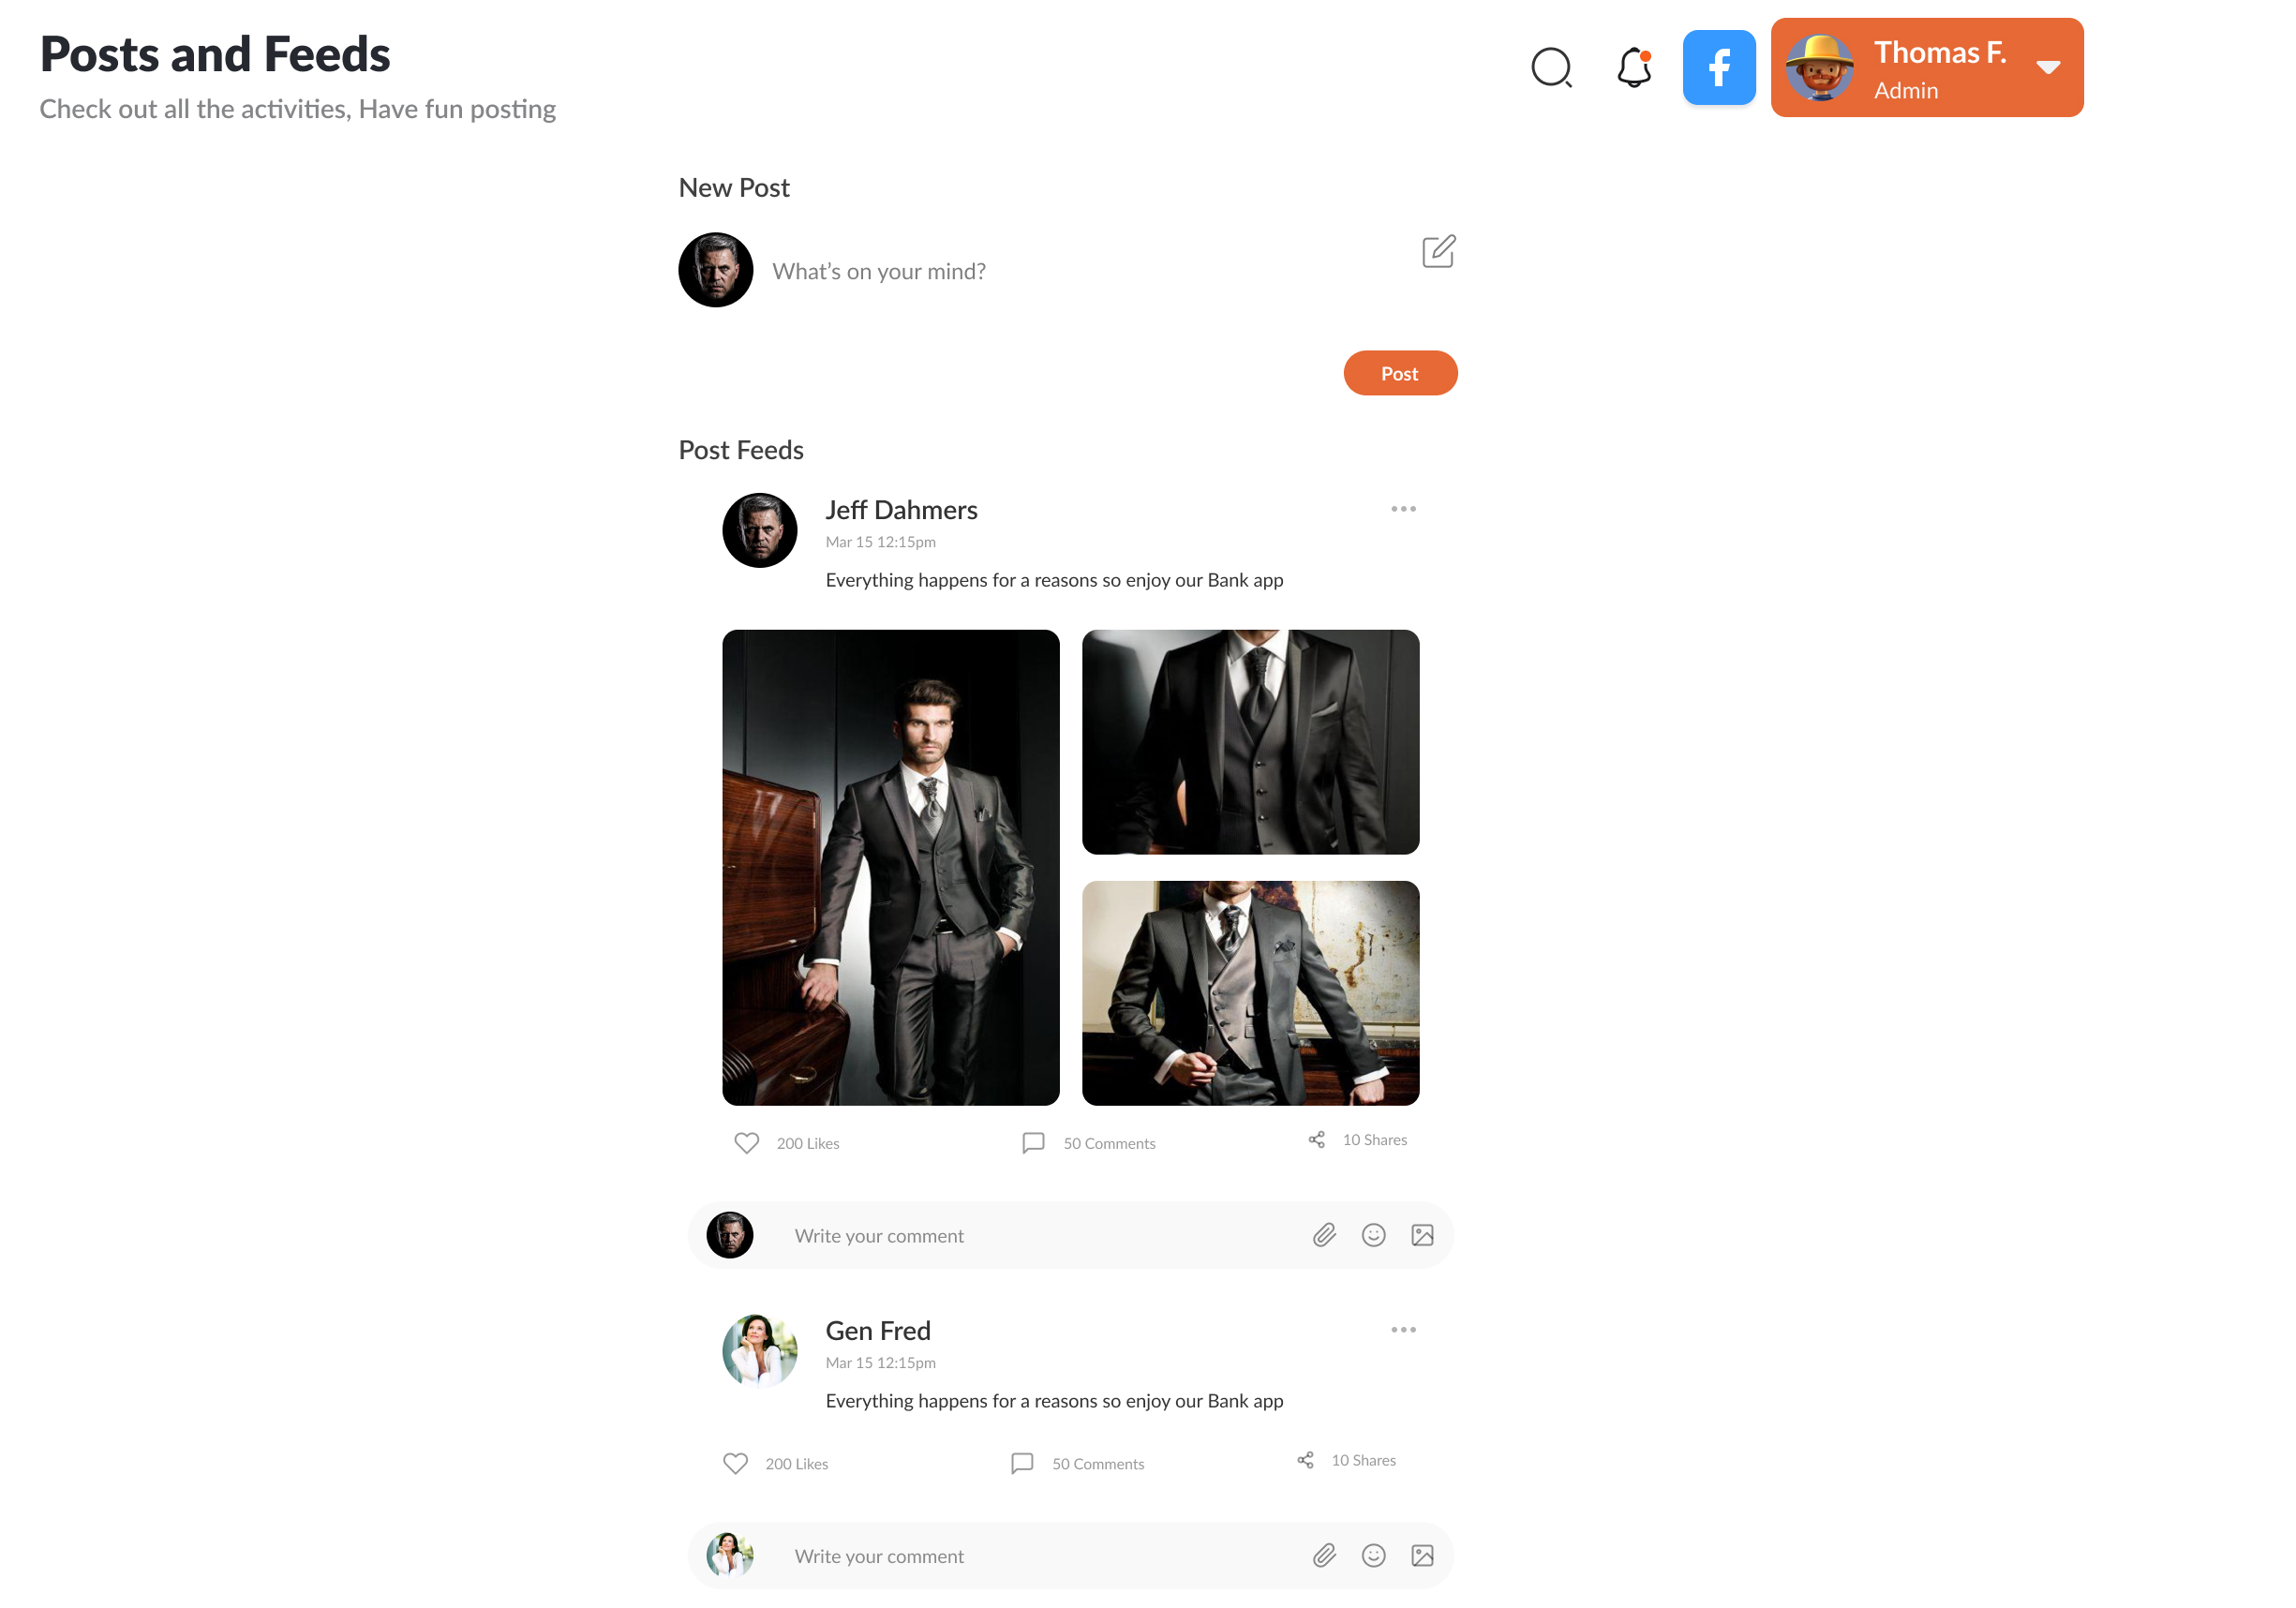 Posts and Feeds
Check out all the activities, Have fun posting
Thomas F.
Admin
New Post
What's on your mind?
Post
Post Feeds
Jeff Dahmers
Mar 15 12:15pm
Everything happens for a reasons so enjoy our Bank app
200 Likes
50 Comments
10 Shares
Write your comment
Gen Fred
Mar 15 12:15pm
Everything happens for a reasons so enjoy our Bank app
200 Likes
50 Comments
10 Shares
Write your comment